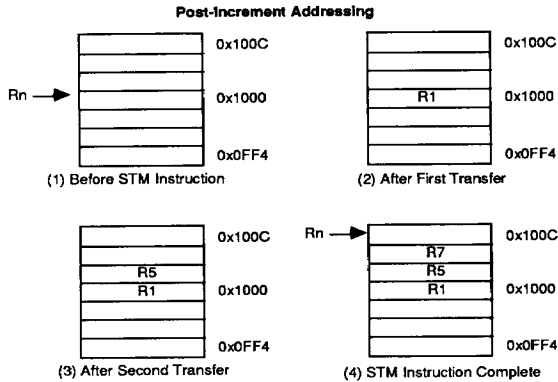 Post-Increment Addressing
0x100C
Rn
0x1000
0x0FF4
(1) Before STM Instruction
0x100C
R1
0x1000
0x0FF4
(2) After First Transfer
0x100C
R5
R1
0x1000
0x0FF4
(3) After Second Transfer
Rn
0x100C
R7
R5
R1
0x1000
0x0FF4
(4) STM Instruction Complete